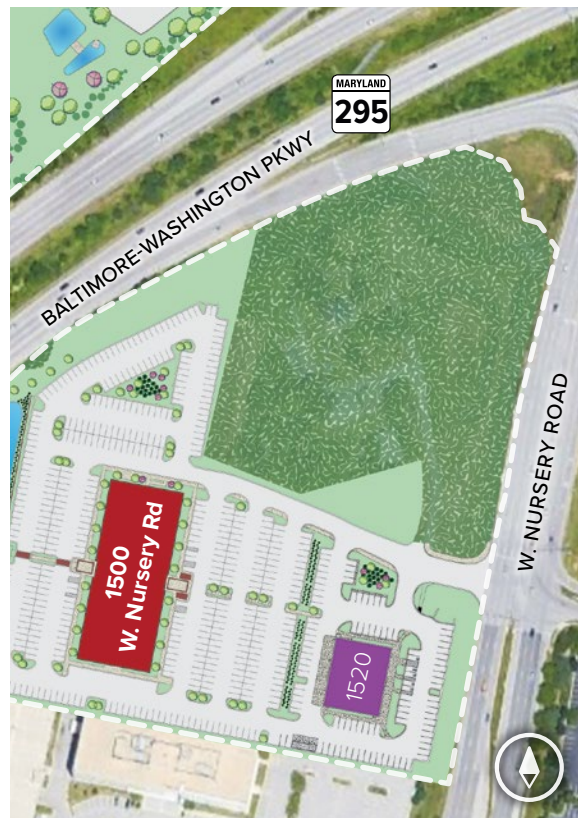 MARYLAND
295
BALTIMORE-WASHINGTON PKWY
W. NURSERY ROAD
1500
W. Nursery Rd
1520